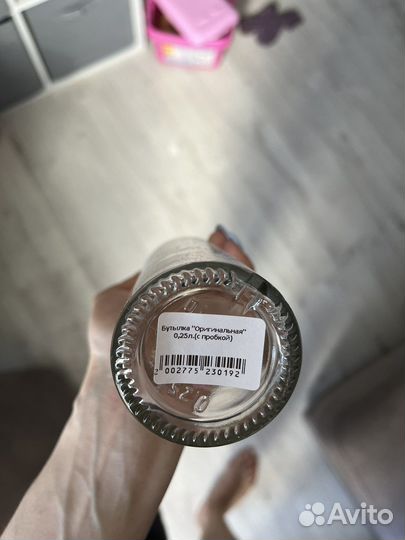 Бутылка "Оригинальная"
0,25л.(с пробкой)
2 002775 230192
Avito